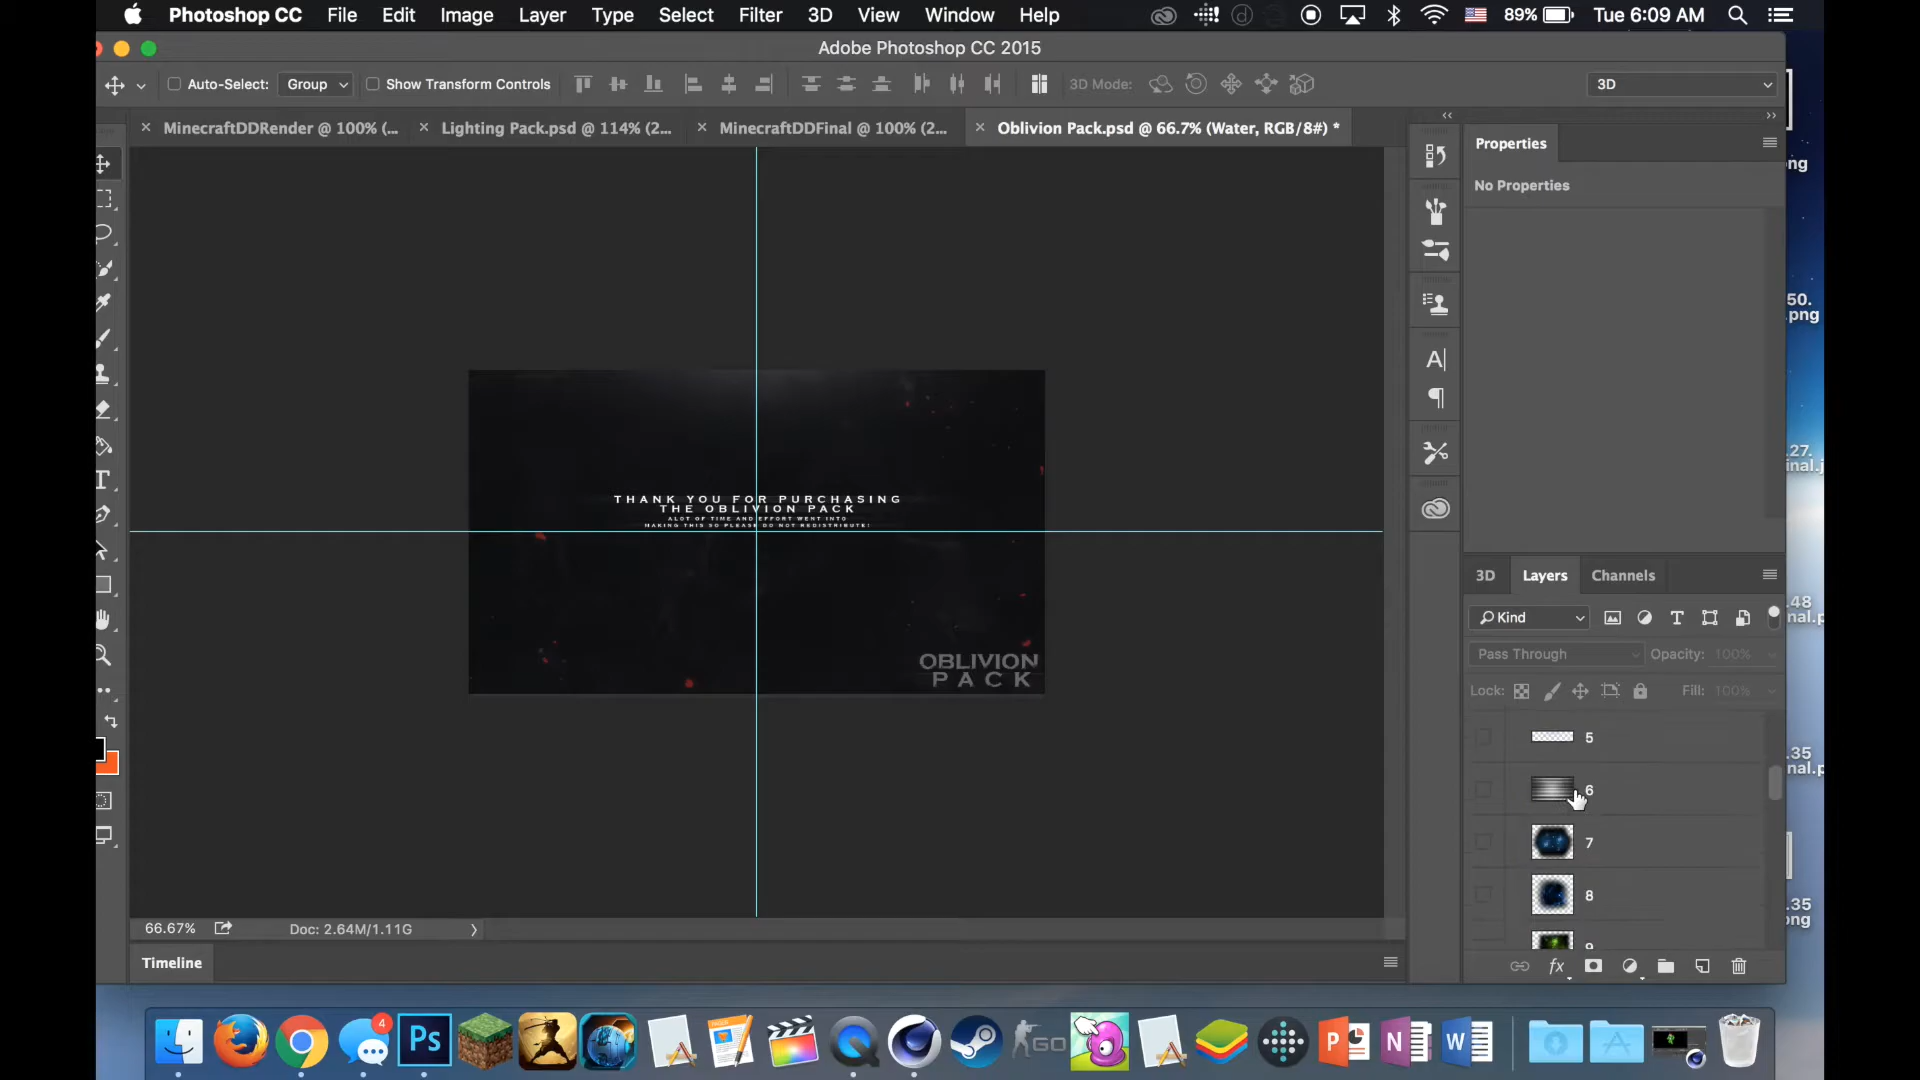 Photoshop CC File Edit Image Layer Type Select Filter 3D View Window Help 89% Tue 6:09 AM
Adobe Photoshop CC 2015
Auto-Select: Group Show Transform Controls 3D Mode: 3D
MinecraftDDRender @ 100% (... Lighting Pack.psd @ 114% (2... MinecraftDDFinal @ 100% (2... Oblivion Pack.psd @ 66.7% (Water, RGB/8#) *
Properties
ng
No Properties
50.
.png
THANK YOU FOR PURCHASING
THE OBLIVION PACK
ALOT OF TIME AND EFFORT WENT INTO
MAKING THIS SO PLEASE DO NOT REDISTRIBUTE!
.27.
inal.j
OBLIVION
PACK
3D Layers Channels
.48
nal.p
Kind
Pass Through Opacity: 100%
Lock: Fill: 100%
5
.35
nal.p
6
7
8
9
.35
png
66.67% Doc: 2.64M/1.11G
Timeline
4
Ps
GO
P
N
W